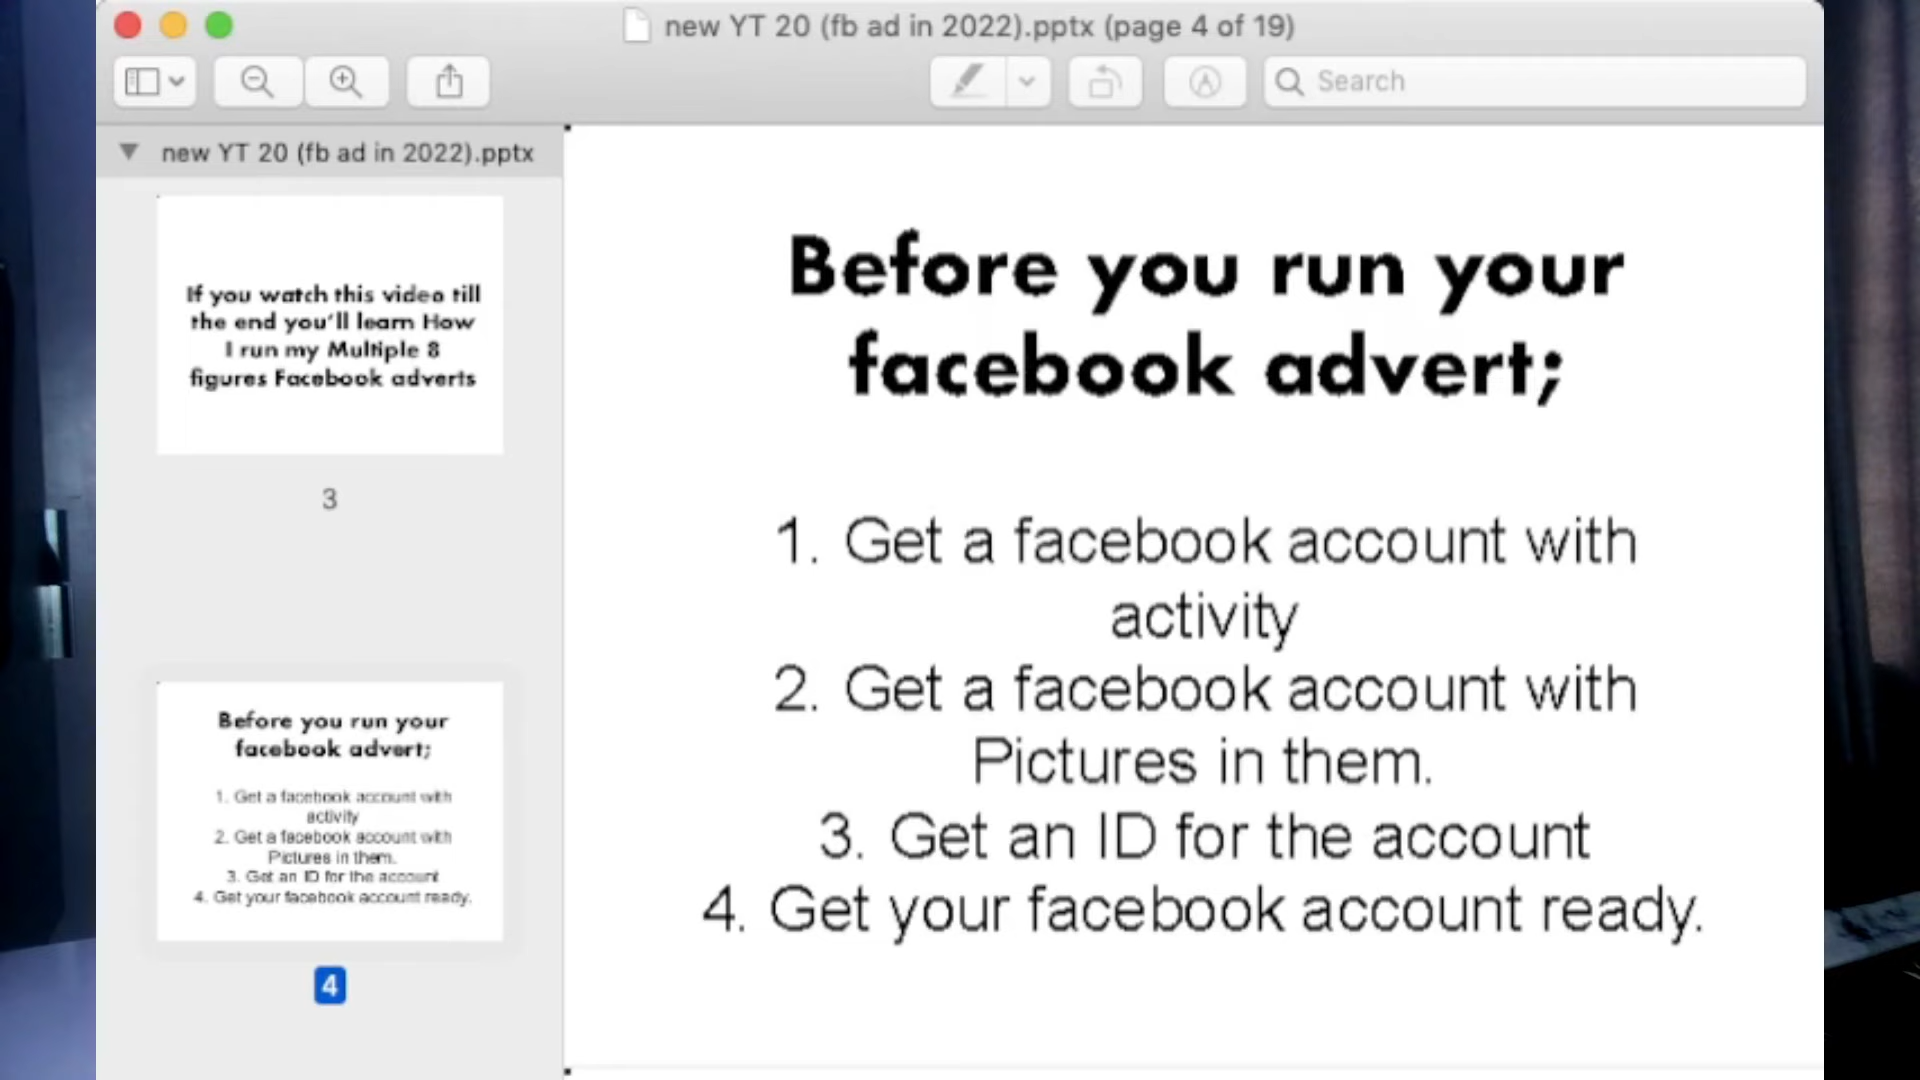 new YT 20 (fb ad in 2022).pptx (page 4 of 19)
Search
new YT 20 (fb ad in 2022).pptx
If you watch this video till
the end you'll learn How
I run my Multiple 8
figures Facebook adverts
3
Before you run your
facebook advert;
1. Get a facebook account with
activity
2. Get a facebook account with
Pictures in them.
3. Get an ID for the account
4. Get your facebook account ready.
4
Before you run your
facebook advert;
1. Get a facebook account with
activity
2. Get a facebook account with
Pictures in them.
3. Get an ID for the account
4. Get your facebook account ready.